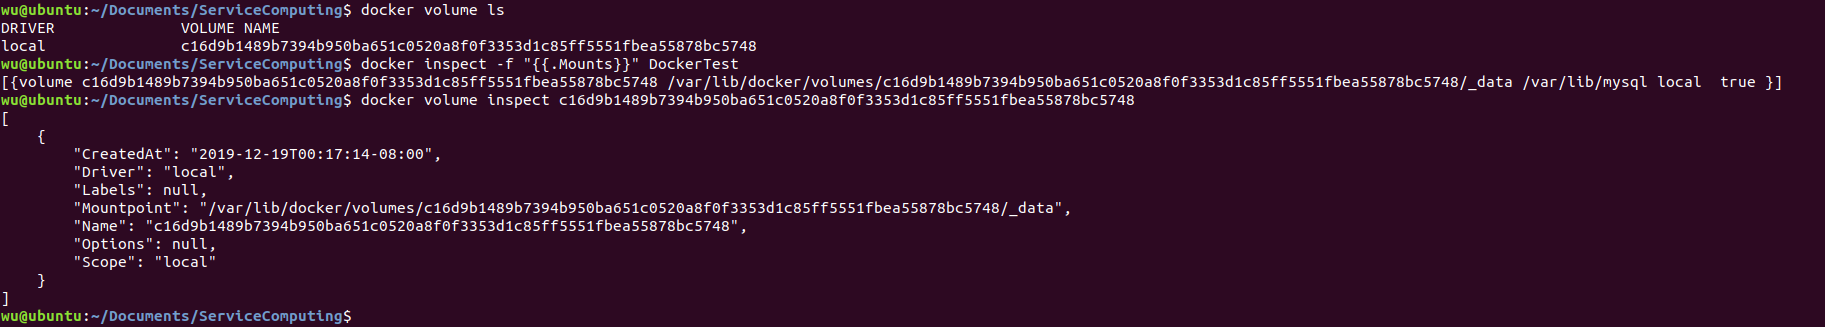 wu@ubuntu:~/Documents/ServiceComputing$ docker volume ls
DRIVER              VOLUME NAME
local               c16d9b1489b7394b950ba651c0520a8f0f3353d1c85ff5551fbea55878bc5748
wu@ubuntu:~/Documents/ServiceComputing$ docker inspect -f "{{.Mounts}}" DockerTest
[{volume c16d9b1489b7394b950ba651c0520a8f0f3353d1c85ff5551fbea55878bc5748 /var/lib/docker/volumes/c16d9b1489b7394b950ba651c0520a8f0f3353d1c85ff5551fbea55878bc5748/_data /var/lib/mysql local  true }]
wu@ubuntu:~/Documents/ServiceComputing$ docker volume inspect c16d9b1489b7394b950ba651c0520a8f0f3353d1c85ff5551fbea55878bc5748
[
    {
        "CreatedAt": "2019-12-19T00:17:14-08:00",
        "Driver": "local",
        "Labels": null,
        "Mountpoint": "/var/lib/docker/volumes/c16d9b1489b7394b950ba651c0520a8f0f3353d1c85ff5551fbea55878bc5748/_data",
        "Name": "c16d9b1489b7394b950ba651c0520a8f0f3353d1c85ff5551fbea55878bc5748",
        "Options": null,
        "Scope": "local"
    }
]
wu@ubuntu:~/Documents/ServiceComputing$